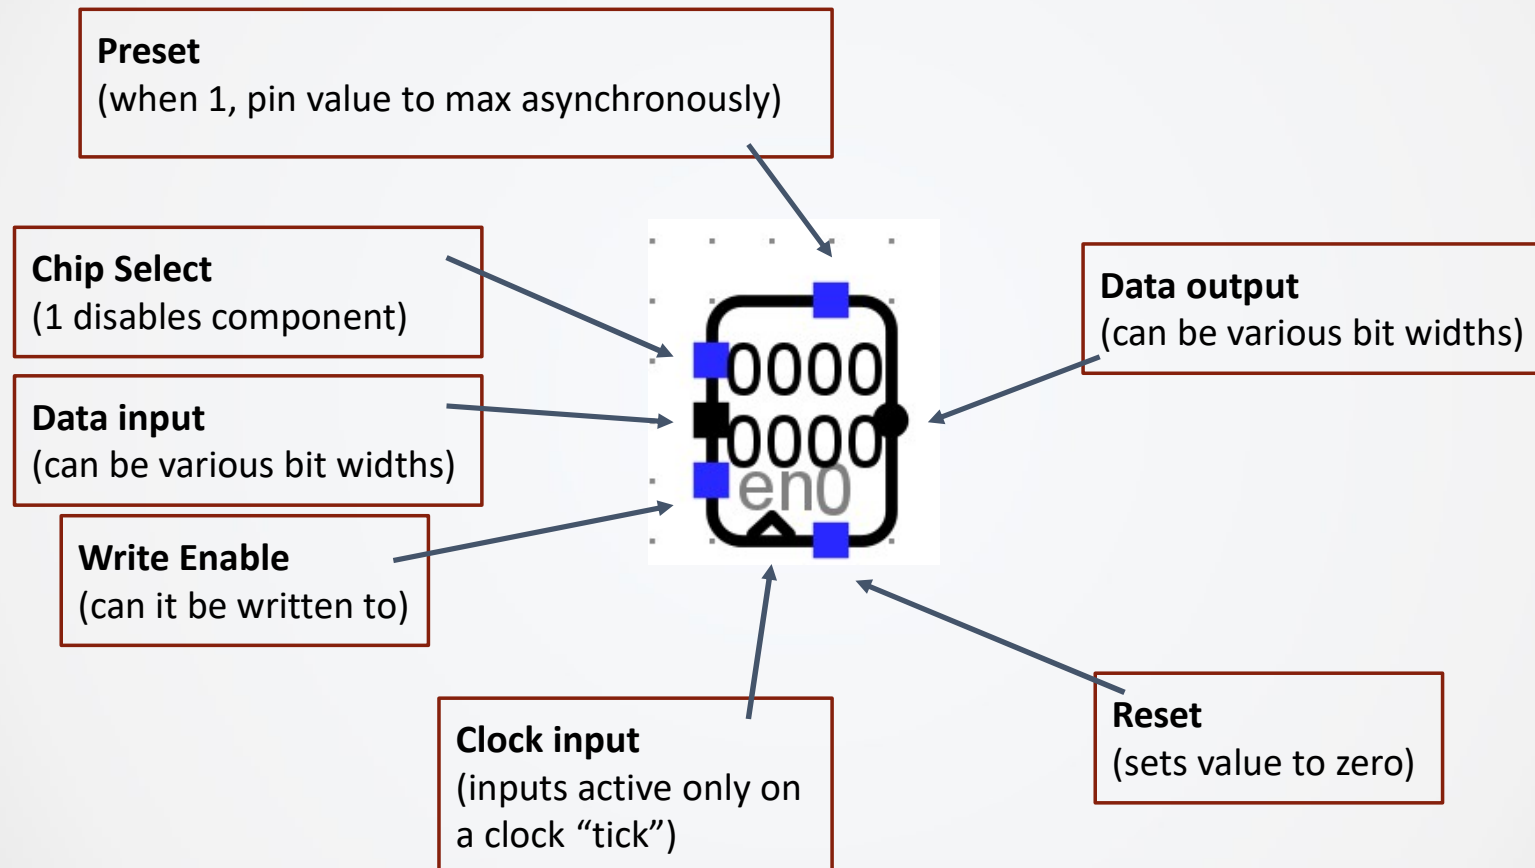 Preset
(when 1, pin value to max asynchronously)
Chip Select
(1 disables component)
Data input
(can be various bit widths)
Write Enable
(can it be written to)
0000
0000
en0
Data output
(can be various bit widths)
Clock input
(inputs active only on
a clock “tick”)
Reset
(sets value to zero)